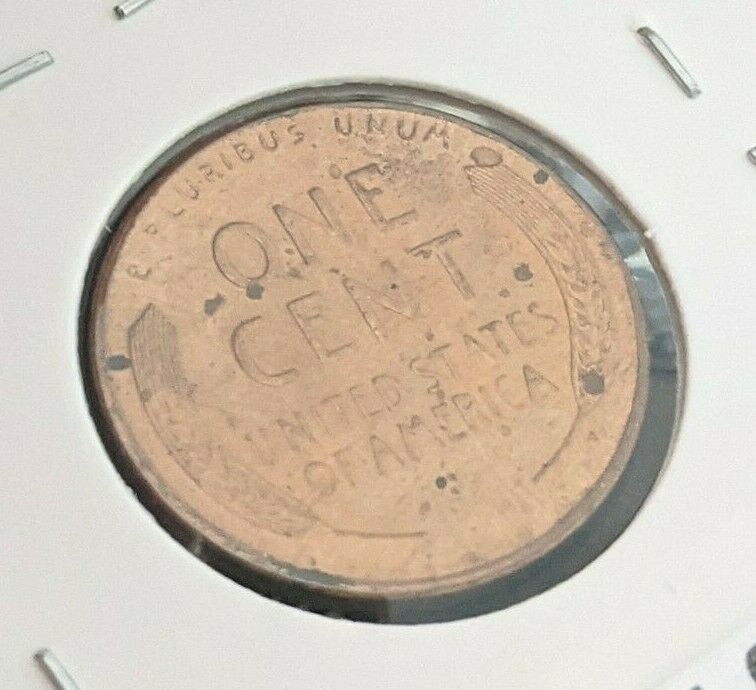 E PLURIBUS UNUM
ONE
CENT
UNITED STATES
OF AMERICA